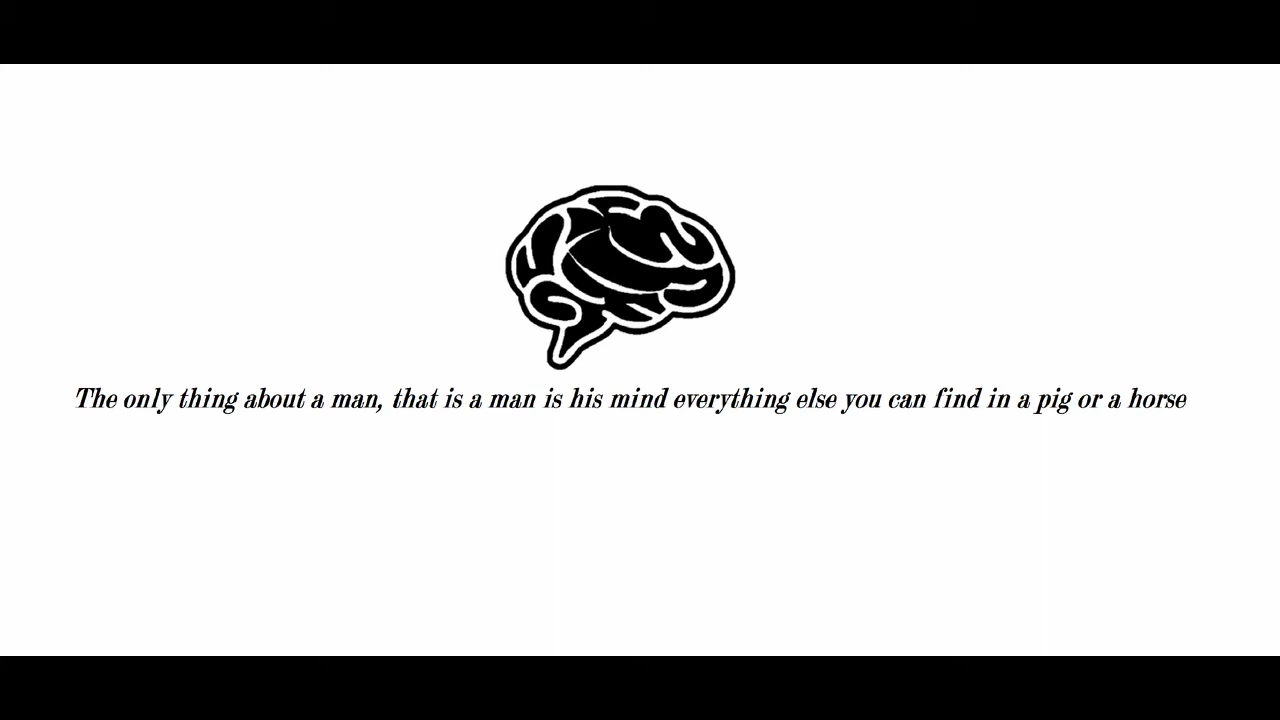 The only thing about a man, that is a man is his mind everything else you can find in a pig or a horse